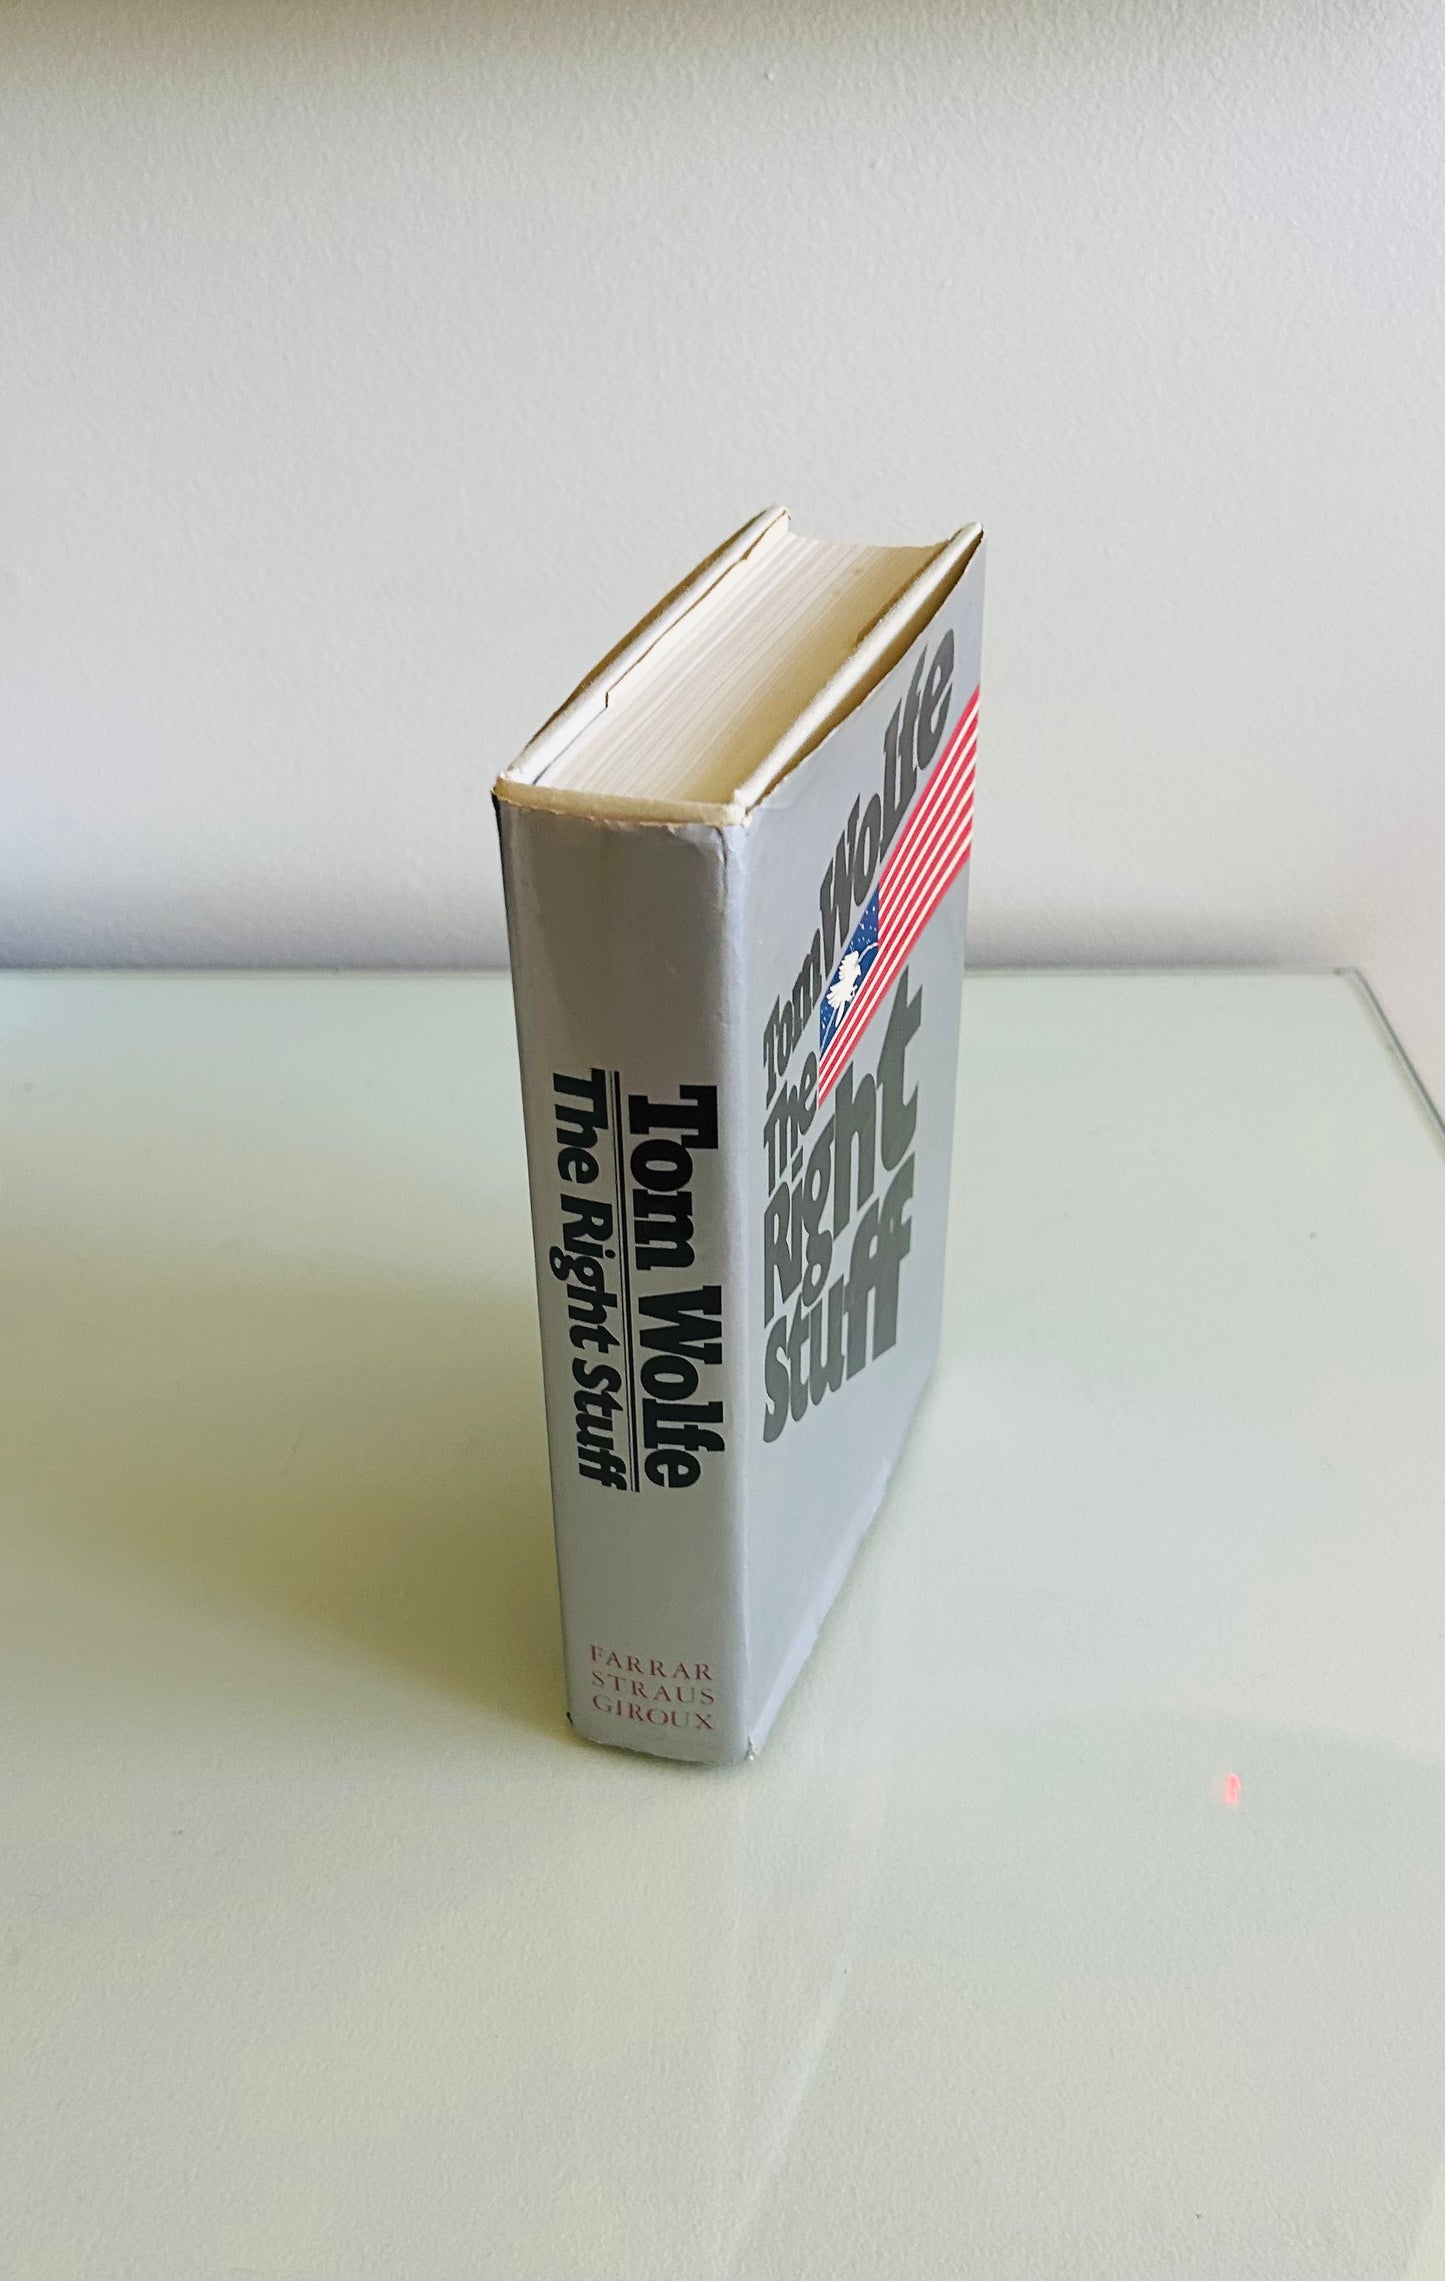 Tom Wolfe
The Right Stuff
FARRAR
STRAUS
GIROUX
Tom Wolfe
The
Right
Stuff